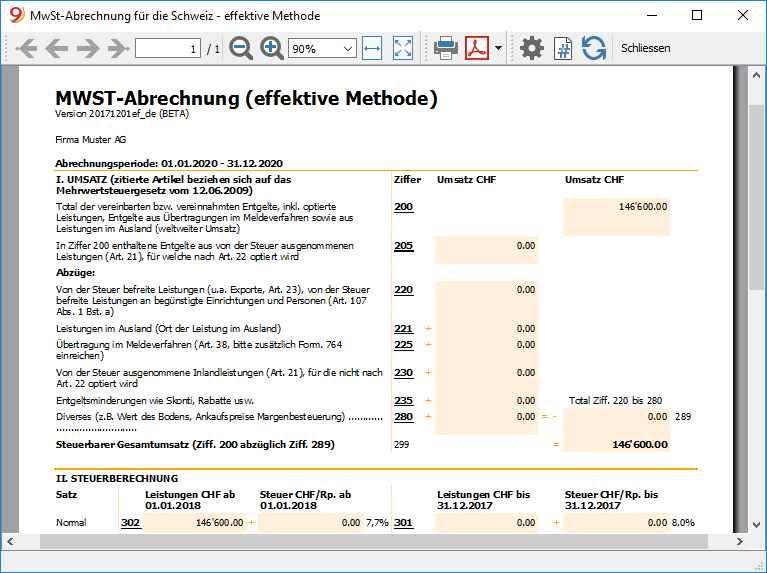 MwSt-Abrechnung für die Schweiz - effektive Methode
1 / 1 90% Schliessen
MWST-Abrechnung (effektive Methode)
Version 20171201ef_de (BETA)
Firma Muster AG
Abrechnungsperiode: 01.01.2020 - 31.12.2020
I. UMSATZ (zitierte Artikel beziehen sich auf das Ziffer Umsatz CHF Umsatz CHF
Mehrwertsteuergesetz vom 12.06.2009)
Total der vereinbarten bzw. vereinnahmten Entgelte, inkl. optierte 200 146'600.00
Leistungen, Entgelte aus Übertragungen im Meldeverfahren sowie aus
Leistungen im Ausland (weltweiter Umsatz)
In Ziffer 200 enthaltene Entgelte aus von der Steuer ausgenommenen 205 0.00
Leistungen (Art. 21), für welche nach Art. 22 optiert wird
Abzüge:
Von der Steuer befreite Leistungen (u.a. Exporte, Art. 23), von der Steuer 220 0.00
befreite Leistungen an begünstigte Einrichtungen und Personen (Art. 107
Abs. 1 Bst. a)
Leistungen im Ausland (Ort der Leistung im Ausland) 221 + 0.00
Übertragung im Meldeverfahren (Art. 38, bitte zusätzlich Form. 764 225 + 0.00
einreichen)
Von der Steuer ausgenommene Inlandleistungen (Art. 21), für die nicht nach 230 + 0.00
Art. 22 optiert wird
Entgeltsminderungen wie Skonti, Rabatte usw. 235 + 0.00 Total Ziff. 220 bis 280
Diverses (z.B. Wert des Bodens, Ankaufspreise Margenbesteuerung) ............ 280 + 0.00 = - 0.00 289
...........................
Steuerbarer Gesamtumsatz (Ziff. 200 abzüglich Ziff. 289) 299 = 146'600.00
II. STEUERBERECHNUNG
Satz Leistungen CHF ab Steuer CHF/Rp. ab Leistungen CHF bis Steuer CHF/Rp. bis
01.01.2018 01.01.2018 31.12.2017 31.12.2017
Normal 302 146'600.00 + 0.00 7,7% 301 0.00 + 0.00 8,0%